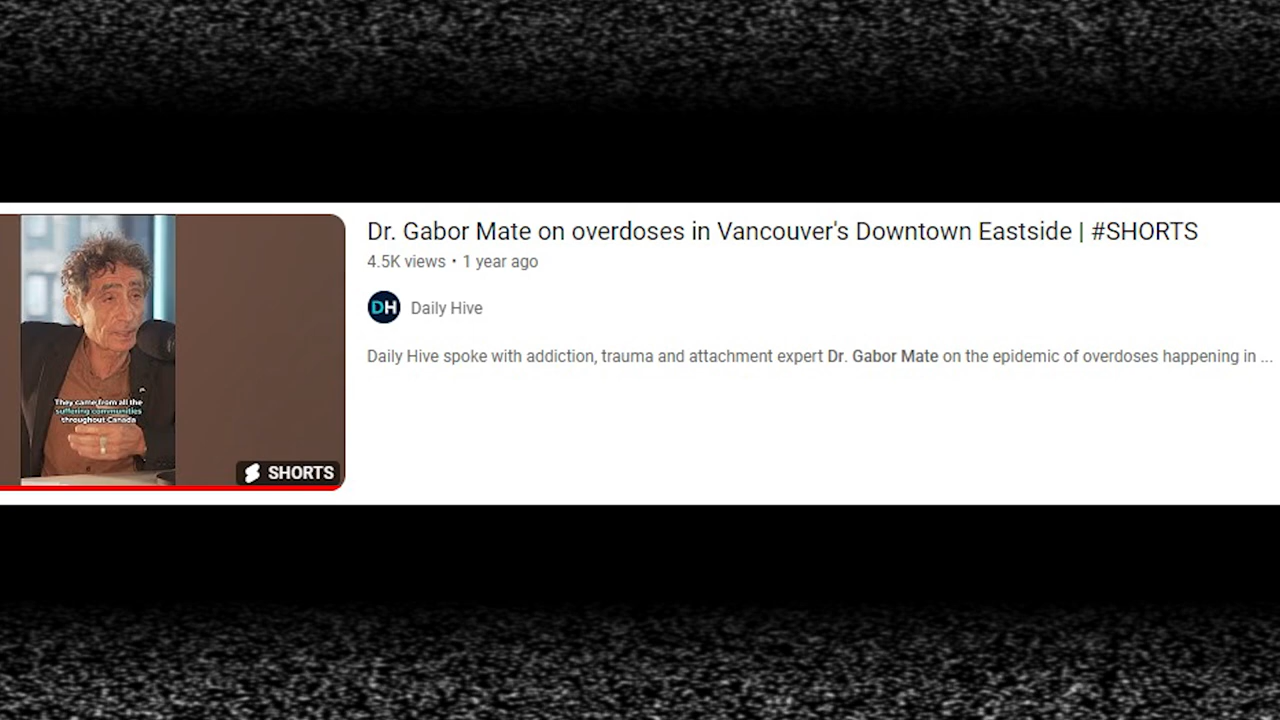 Dr. Gabor Mate on overdoses in Vancouver's Downtown Eastside | #SHORTS
4.5K views • 1 year ago
DH Daily Hive
Daily Hive spoke with addiction, trauma and attachment expert Dr. Gabor Mate on the epidemic of overdoses happening in ...
They came from all the
suffering communities
throughout Canada
SHORTS